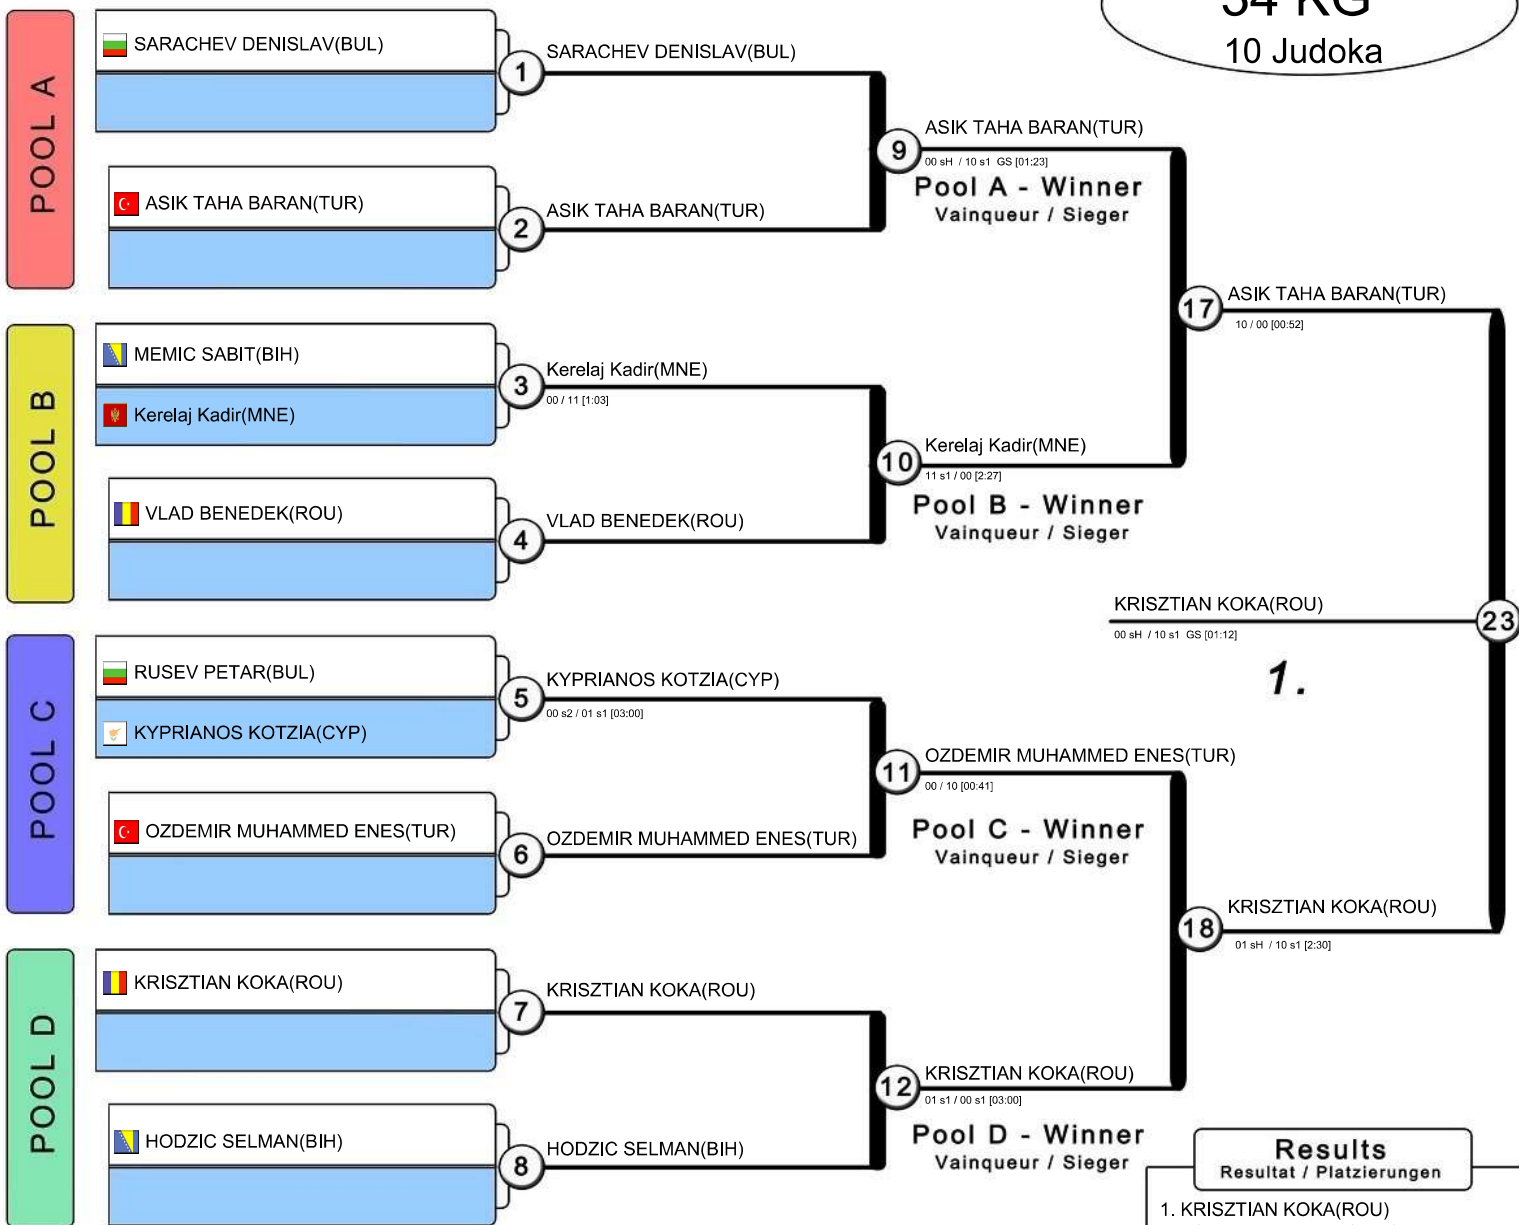 34 KG
10 Judoka
POOL A
SARACHEV DENISLAV(BUL)
1
SARACHEV DENISLAV(BUL)
ASIK TAHA BARAN(TUR)
2
ASIK TAHA BARAN(TUR)
9
ASIK TAHA BARAN(TUR)
00 sH / 10 s1 GS [01:23]
Pool A - Winner
Vainqueur / Sieger
POOL B
MEMIC SABIT(BIH)
Kerelaj Kadir(MNE)
3
Kerelaj Kadir(MNE)
00 / 11 [1:03]
VLAD BENEDEK(ROU)
4
VLAD BENEDEK(ROU)
10
Kerelaj Kadir(MNE)
11 s1 / 00 [2:27]
Pool B - Winner
Vainqueur / Sieger
17
ASIK TAHA BARAN(TUR)
10 / 00 [00:52]
KRISZTIAN KOKA(ROU)
23
00 sH / 10 s1 GS [01:12]
1.
POOL C
RUSEV PETAR(BUL)
KYPRIANOS KOTZIA(CYP)
5
KYPRIANOS KOTZIA(CYP)
00 s2 / 01 s1 [03:00]
OZDEMIR MUHAMMED ENES(TUR)
6
OZDEMIR MUHAMMED ENES(TUR)
11
OZDEMIR MUHAMMED ENES(TUR)
00 / 10 [00:41]
Pool C - Winner
Vainqueur / Sieger
18
KRISZTIAN KOKA(ROU)
01 sH / 10 s1 [2:30]
POOL D
KRISZTIAN KOKA(ROU)
7
KRISZTIAN KOKA(ROU)
HODZIC SELMAN(BIH)
8
HODZIC SELMAN(BIH)
12
KRISZTIAN KOKA(ROU)
01 s1 / 00 s1 [03:00]
Pool D - Winner
Vainqueur / Sieger
Results
Resultat / Platzierungen
1. KRISZTIAN KOKA(ROU)